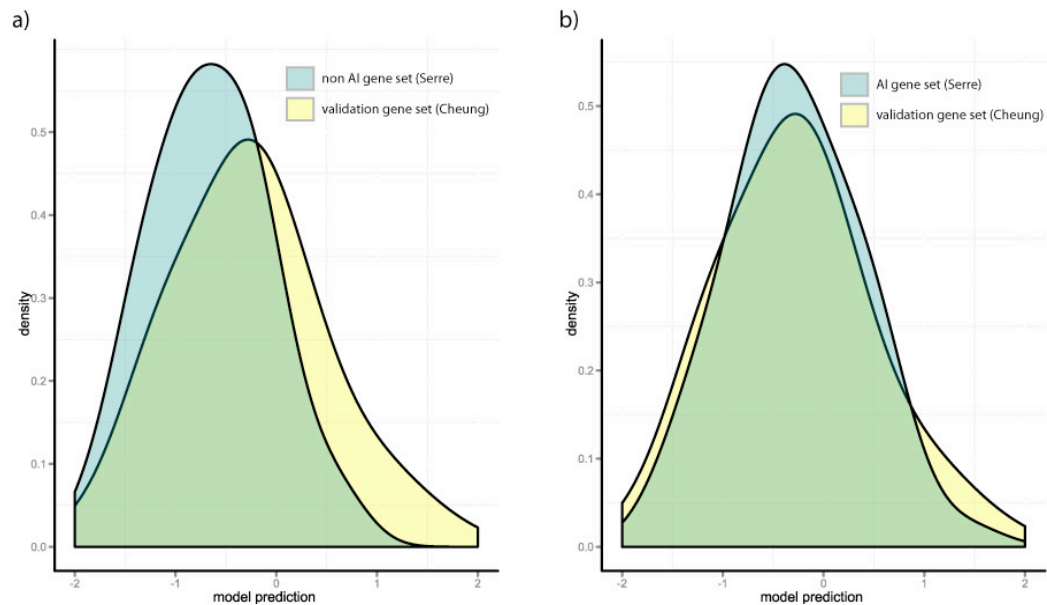 a)
non AI gene set (Serre)
validation gene set (Cheung)
0.5
0.4
0.3
0.2
0.1
0.0
density
-2
-1
0
1
2
model prediction
b)
AI gene set (Serre)
validation gene set (Cheung)
0.5
0.4
0.3
0.2
0.1
0.0
density
-2
-1
0
1
2
model prediction